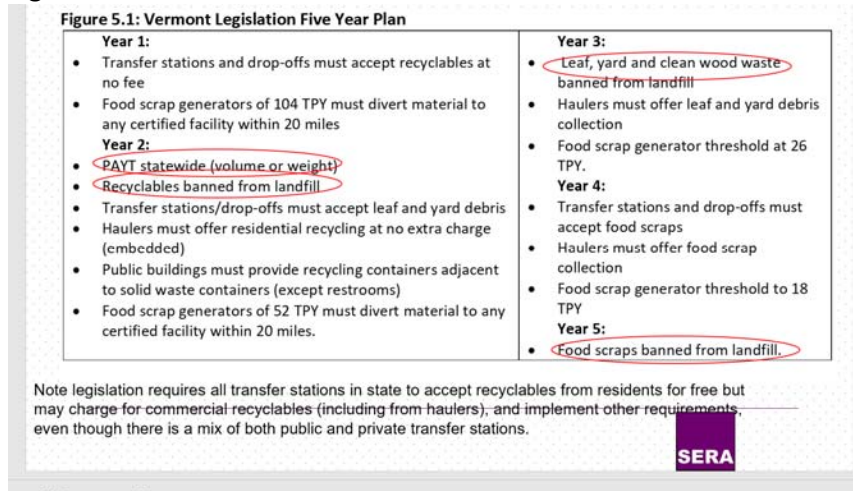 Figure 5.1: Vermont Legislation Five Year Plan
Year 1:
• Transfer stations and drop-offs must accept recyclables at
no fee
• Food scrap generators of 104 TPY must divert material to
any certified facility within 20 miles
Year 2:
• PAYT statewide (volume or weight)
• Recyclables banned from landfill
• Transfer stations/drop-offs must accept leaf and yard debris
• Haulers must offer residential recycling at no extra charge
(embedded)
• Public buildings must provide recycling containers adjacent
to solid waste containers (except restrooms)
• Food scrap generators of 52 TPY must divert material to any
certified facility within 20 miles.
Year 3:
• Leaf, yard and clean wood waste
banned from landfill
• Haulers must offer leaf and yard debris
collection
• Food scrap generator threshold at 26
TPY.
Year 4:
• Transfer stations and drop-offs must
accept food scraps
• Haulers must offer food scrap
collection
• Food scrap generator threshold to 18
TPY
Year 5:
• Food scraps banned from landfill.
Note legislation requires all transfer stations in state to accept recyclables from residents for free but
may charge for commercial recyclables (including from haulers), and implement other requirements,
even though there is a mix of both public and private transfer stations.
SERA